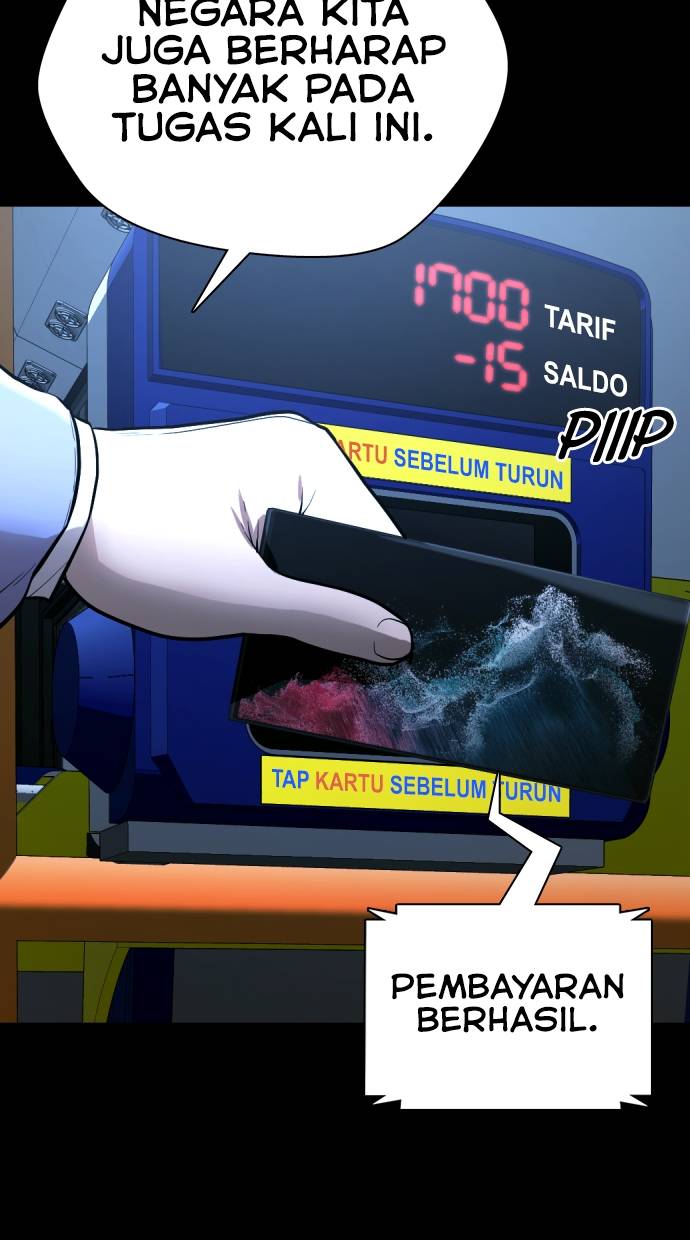 NEGARA KITA
JUGA BERHARAP
BANYAK PADA
TUGAS KALI INI.
1700 TARIF
-15 SALDO
PIIIP
KARTU SEBELUM TURUN
TAP KARTU SEBELUM TURUN
PEMBAYARAN
BERHASIL.